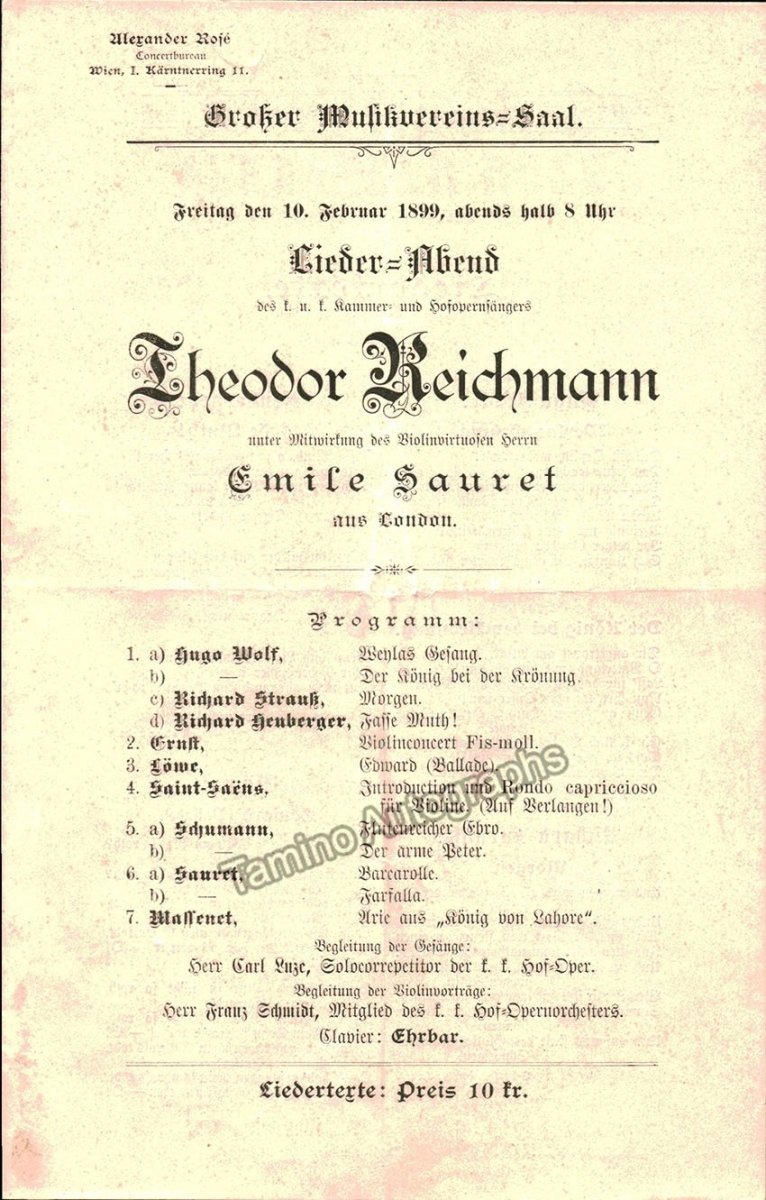 Alexander Rosé
Concertbureau
Wien, I. Kärntnerring 11.
Großer Musikvereins=Saal.
Freitag den 10. Februar 1899, abends halb 8 Uhr
Lieder=Abend
des k. u. k. Kammer- und Hofopernsängers
Theodor Reichmann
unter Mitwirkung des Violinvirtuosen Herrn
Emile Sauret
aus London.
Programm:
1. a) Hugo Wolf, Weylas Gesang.
b) — Der König bei der Krönung.
c) Richard Strauß, Morgen.
d) Richard Heuberger, Fasse Muth!
2. Ernst, Violinconcert Fis-moll.
3. Löwe, Edward (Ballade).
4. Saint-Saëns, Introduction und Rondo capriccioso
für Violine. (Auf Verlangen!)
5. a) Schumann, Flutenreicher Ebro.
b) — Der arme Peter.
6. a) Sauret, Barcarolle.
b) — Farfalla.
7. Massenet, Arie aus „König von Lahore“.
Begleitung der Gesänge:
Herr Carl Luze, Solocorrepetitor der k. k. Hof=Oper.
Begleitung der Violinvorträge:
Herr Franz Schmidt, Mitglied des k. k. Hof=Opernorchesters.
Clavier: Ehrbar.
Liedertexte: Preis 10 kr.
Tamino Autographs